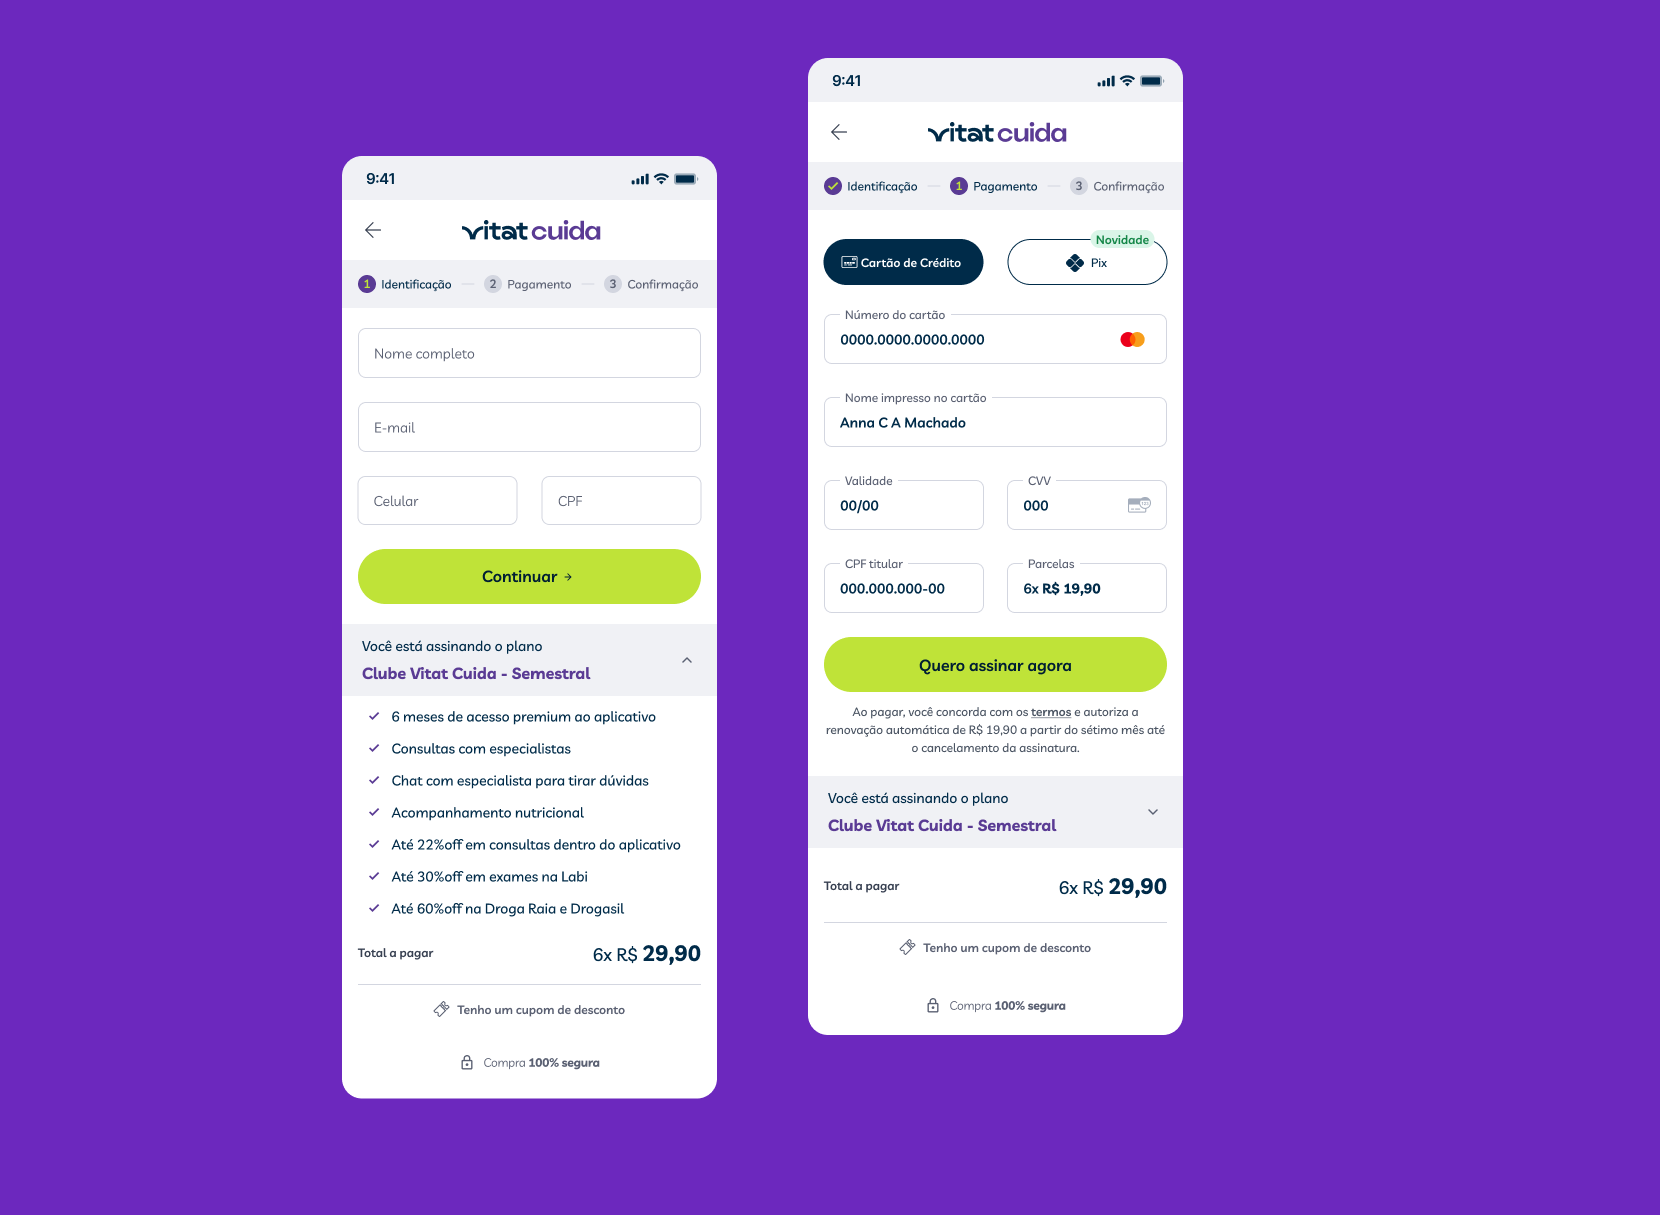 9:41
vitat cuida
1 Identificação
2 Pagamento
3 Confirmação
Nome completo
E-mail
Celular
CPF
Continuar →
Você está assinando o plano
Clube Vitat Cuida - Semestral
6 meses de acesso premium ao aplicativo
Consultas com especialistas
Chat com especialista para tirar dúvidas
Acompanhamento nutricional
Até 22%off em consultas dentro do aplicativo
Até 30%off em exames na Labi
Até 60%off na Droga Raia e Drogasil
Total a pagar
6x R$ 29,90
Tenho um cupom de desconto
Compra 100% segura
9:41
vitat cuida
Identificação
1 Pagamento
3 Confirmação
Cartão de Crédito
Novidade
Pix
Número do cartão
0000.0000.0000.0000
Nome impresso no cartão
Anna C A Machado
Validade
00/00
CVV
000
CPF titular
000.000.000-00
Parcelas
6x R$ 19,90
Quero assinar agora
Ao pagar, você concorda com os termos e autoriza a
renovação automática de R$ 19,90 a partir do sétimo mês até
o cancelamento da assinatura.
Você está assinando o plano
Clube Vitat Cuida - Semestral
Total a pagar
6x R$ 29,90
Tenho um cupom de desconto
Compra 100% segura